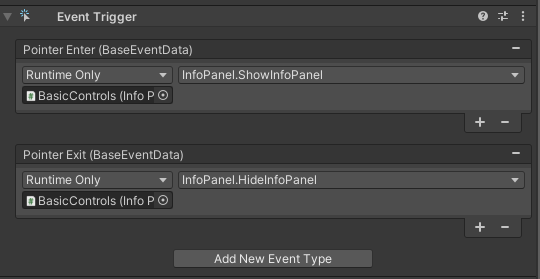 Event Trigger
Pointer Enter (BaseEventData)
Runtime Only
InfoPanel.ShowInfoPanel
BasicControls (Info P
Pointer Exit (BaseEventData)
Runtime Only
InfoPanel.HideInfoPanel
BasicControls (Info P
Add New Event Type